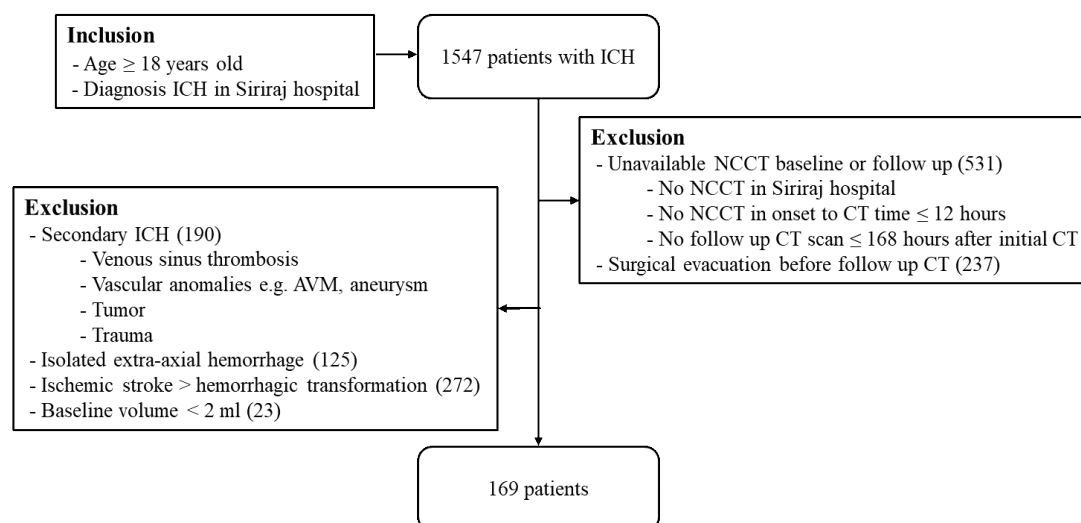 Inclusion
- Age ≥ 18 years old
- Diagnosis ICH in Siriraj hospital
1547 patients with ICH
Exclusion
- Unavailable NCCT baseline or follow up (531)
- No NCCT in Siriraj hospital
- No NCCT in onset to CT time ≤ 12 hours
- No follow up CT scan ≤ 168 hours after initial CT
- Surgical evacuation before follow up CT (237)
Exclusion
- Secondary ICH (190)
- Venous sinus thrombosis
- Vascular anomalies e.g. AVM, aneurysm
- Tumor
- Trauma
- Isolated extra-axial hemorrhage (125)
- Ischemic stroke > hemorrhagic transformation (272)
- Baseline volume < 2 ml (23)
169 patients